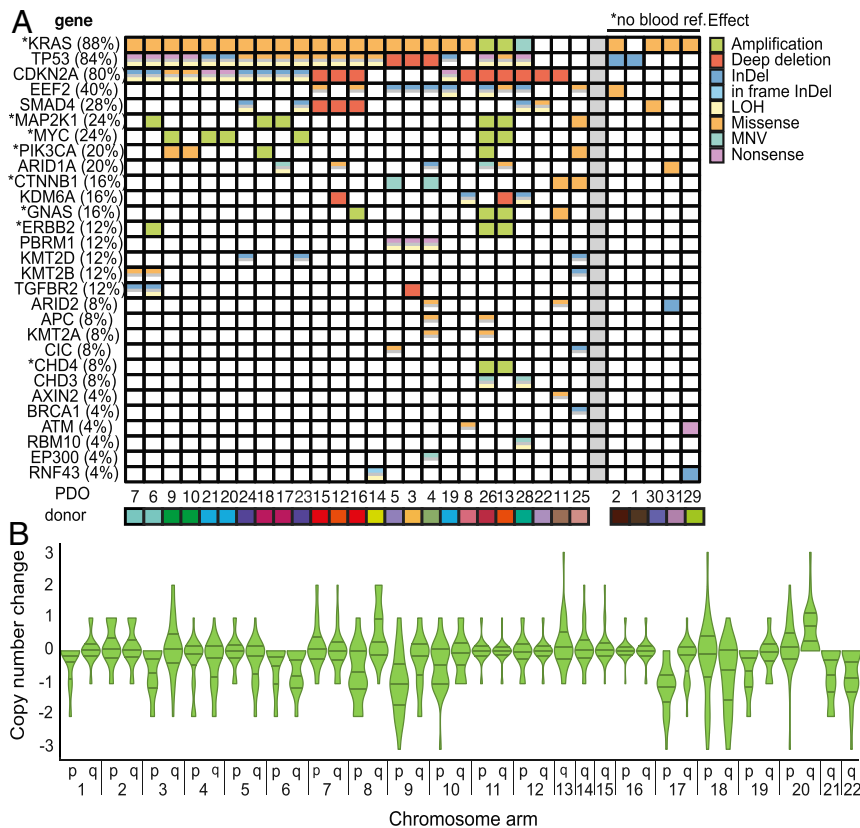 A gene *no blood ref. Effect
*KRAS (88%)
TP53 (84%)
CDKN2A (80%)
EEF2 (40%)
SMAD4 (28%)
*MAP2K1 (24%)
*MYC (24%)
*PIK3CA (20%)
ARID1A (20%)
*CTNNB1 (16%)
KDM6A (16%)
*GNAS (16%)
*ERBB2 (12%)
PBRM1 (12%)
KMT2D (12%)
KMT2B (12%)
TGFBR2 (12%)
ARID2 (8%)
APC (8%)
KMT2A (8%)
CIC (8%)
*CHD4 (8%)
CHD3 (8%)
AXIN2 (4%)
BRCA1 (4%)
ATM (4%)
RBM10 (4%)
EP300 (4%)
RNF43 (4%)
Amplification
Deep deletion
InDel
in frame InDel
LOH
Missense
MNV
Nonsense
PDO 7 6 9 10 21 20 24 18 17 23 15 12 16 14 5 3 4 19 8 26 13 28 22 11 25 2 1 30 31 29
donor
B
Copy number change
3
2
1
0
-1
-2
-3
p q p q p q p q p q p q p q p q p q p q p q p q q q q p q p q p q p q p q q q
1 2 3 4 5 6 7 8 9 10 11 12 13 14 15 16 17 18 19 20 21 22
Chromosome arm